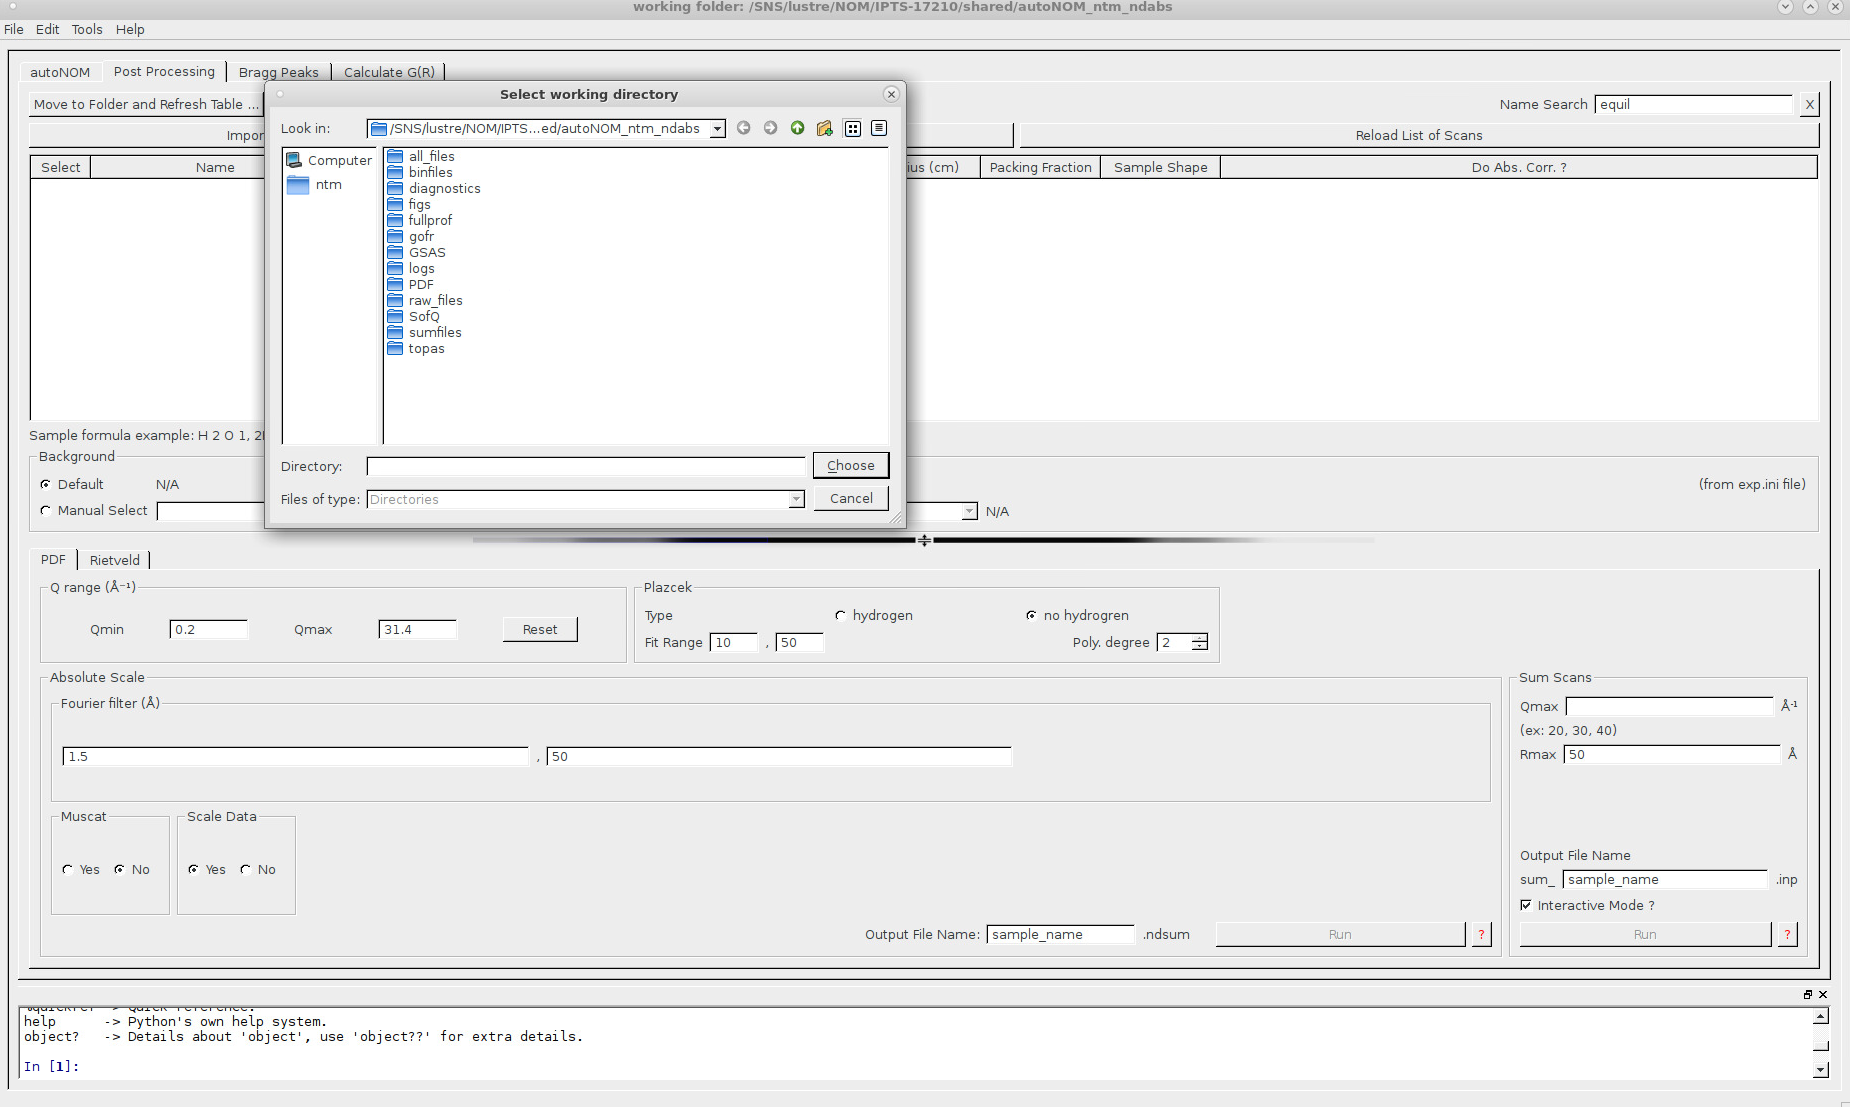 working folder: /SNS/lustre/NOM/IPTS-17210/shared/autoNOM_ntm_ndabs
File Edit Tools Help
autoNOM Post Processing Bragg Peaks Calculate G(R)
Move to Folder and Refresh Table ...
Name Search equil X
Impor
Reload List of Scans
Select Name ius (cm) Packing Fraction Sample Shape Do Abs. Corr. ?
Select working directory
Look in: /SNS/lustre/NOM/IPTS...ed/autoNOM_ntm_ndabs
Computer
ntm
all_files
binfiles
diagnostics
figs
fullprof
gofr
GSAS
logs
PDF
raw_files
SofQ
sumfiles
topas
Directory: Choose
Files of type: Directories Cancel
Sample formula example: H 2 O 1, 2
Background
Default N/A (from exp.ini file)
Manual Select N/A
PDF Rietveld
Q range (Å⁻¹)
Qmin 0.2 Qmax 31.4 Reset
Plazcek
Type hydrogen no hydrogren
Fit Range 10 , 50 Poly. degree 2
Absolute Scale
Fourier filter (Å)
1.5 , 50
Muscat
Yes No
Scale Data
Yes No
Output File Name: sample_name .ndsum Run ?
Sum Scans
Qmax Å⁻¹
(ex: 20, 30, 40)
Rmax 50 Å
Output File Name
sum_ sample_name .inp
Interactive Mode ?
Run ?
help -> Python's own help system.
object? -> Details about 'object', use 'object??' for extra details.
In [1]: